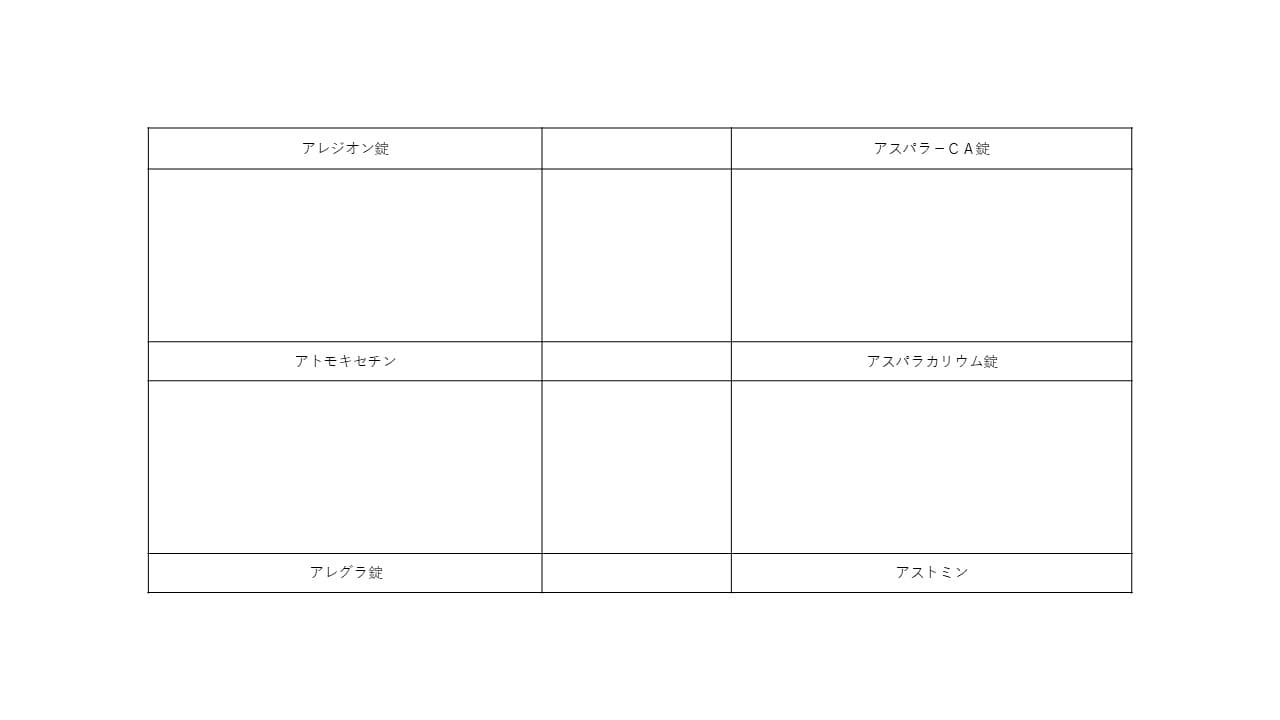 アレジオン錠
アスパラ－ＣＡ錠
アトモキセチン
アスパラカリウム錠
アレグラ錠
アストミン